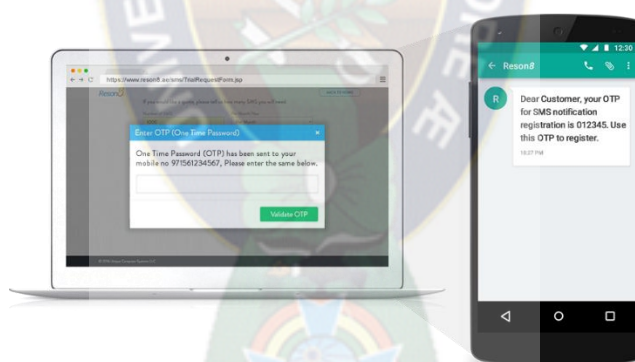 https://www.reson8.ae/sms/TrialRequestForm.jsp
Reson8
Enter OTP (One Time Password)
One Time Password (OTP) has been sent to your
mobile no 971561234567, Please enter the same below.
Validate OTP
12:30
Reson8
R
Dear Customer, your OTP
for SMS notification
registration is 012345. Use
this OTP to register.
10:27 PM